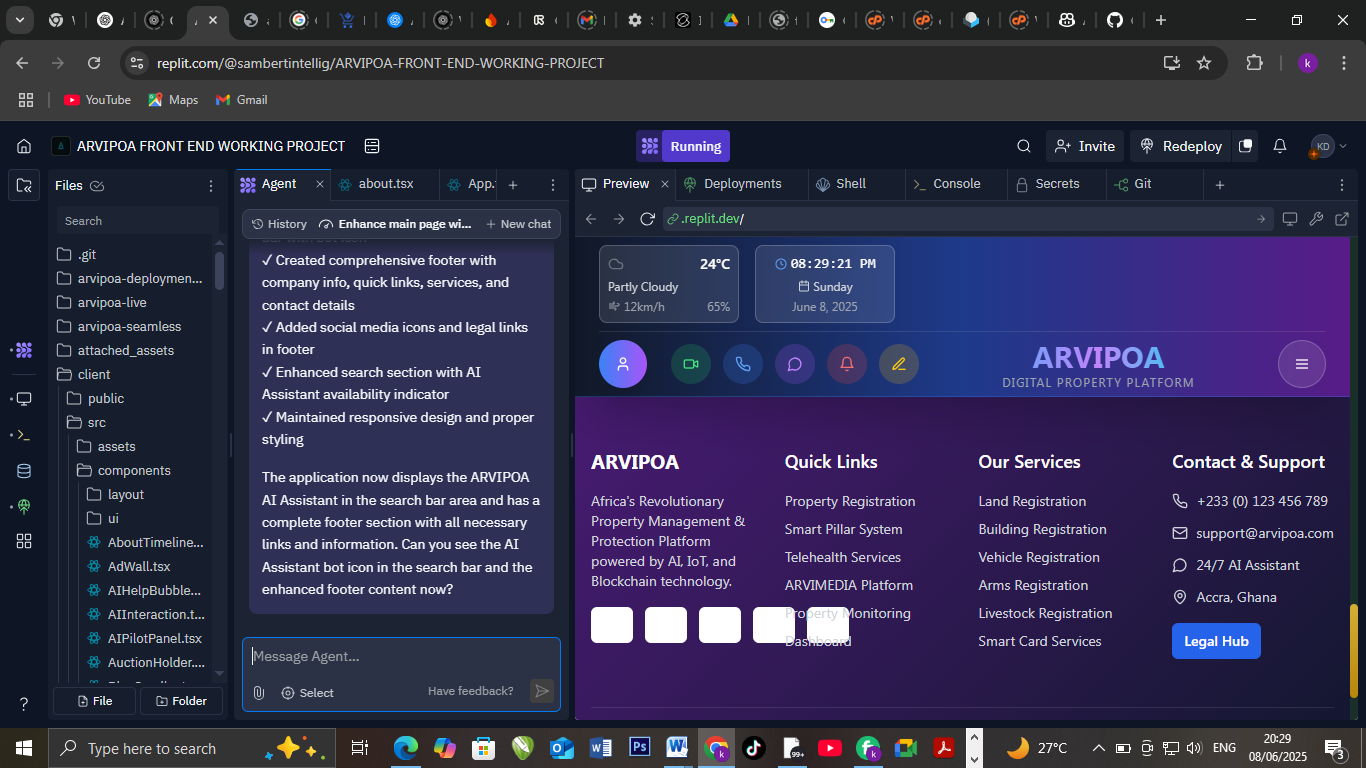 replit.com/@sambertintellig/ARVIPOA-FRONT-END-WORKING-PROJECT
k
YouTube
Maps
Gmail
ARVIPOA FRONT END WORKING PROJECT
Running
Invite
Redeploy
KD
Files
Search
.git
arvipoa-deploymen...
arvipoa-live
arvipoa-seamless
attached_assets
client
public
src
assets
components
layout
ui
AboutTimeline...
AdWall.tsx
AIHelpBubble...
AIInteraction.t...
AIPilotPanel.tsx
AuctionHolder....
File
Folder
Agent
about.tsx
App.
History
Enhance main page wi...
New chat
✓ Created comprehensive footer with
company info, quick links, services, and
contact details
✓ Added social media icons and legal links
in footer
✓ Enhanced search section with AI
Assistant availability indicator
✓ Maintained responsive design and proper
styling
The application now displays the ARVIPOA
AI Assistant in the search bar area and has a
complete footer section with all necessary
links and information. Can you see the AI
Assistant bot icon in the search bar and the
enhanced footer content now?
Message Agent...
Select
Have feedback?
Preview
Deployments
Shell
Console
Secrets
Git
.replit.dev/
24°C
Partly Cloudy
12km/h
65%
08:29:21 PM
Sunday
June 8, 2025
ARVIPOA
DIGITAL PROPERTY PLATFORM
ARVIPOA
Africa's Revolutionary
Property Management &
Protection Platform
powered by AI, IoT, and
Blockchain technology.
Quick Links
Property Registration
Smart Pillar System
Telehealth Services
ARVIMEDIA Platform
Property Monitoring
Dashboard
Our Services
Land Registration
Building Registration
Vehicle Registration
Arms Registration
Livestock Registration
Smart Card Services
Contact & Support
+233 (0) 123 456 789
support@arvipoa.com
24/7 AI Assistant
Accra, Ghana
Legal Hub
Type here to search
99+
27°C
ENG
20:29
08/06/2025
3